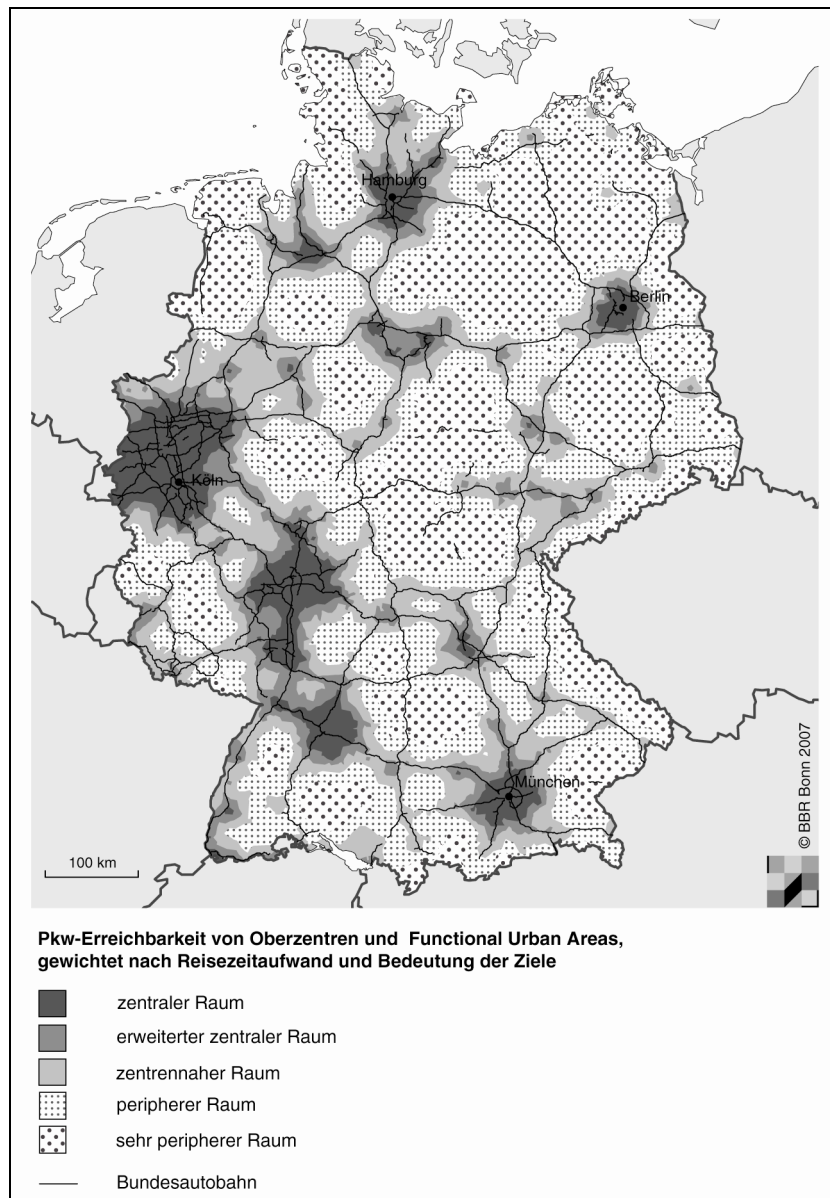 Hamburg
Berlin
Köln
München
100 km
© BBR Bonn 2007
Pkw-Erreichbarkeit von Oberzentren und Functional Urban Areas,
gewichtet nach Reisezeitaufwand und Bedeutung der Ziele
zentraler Raum
erweiterter zentraler Raum
zentrennaher Raum
peripherer Raum
sehr peripherer Raum
Bundesautobahn